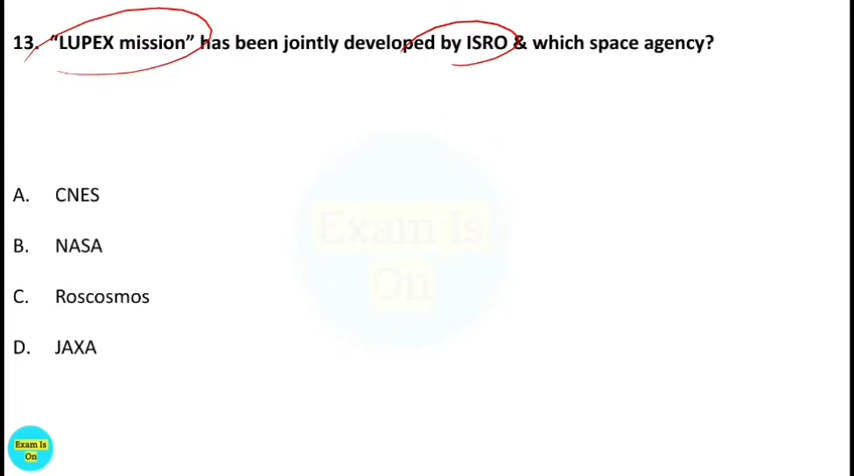 13. “LUPEX mission” has been jointly developed by ISRO & which space agency?
Exam Is
On
A. CNES
B. NASA
C. Roscosmos
D. JAXA
Exam Is
On